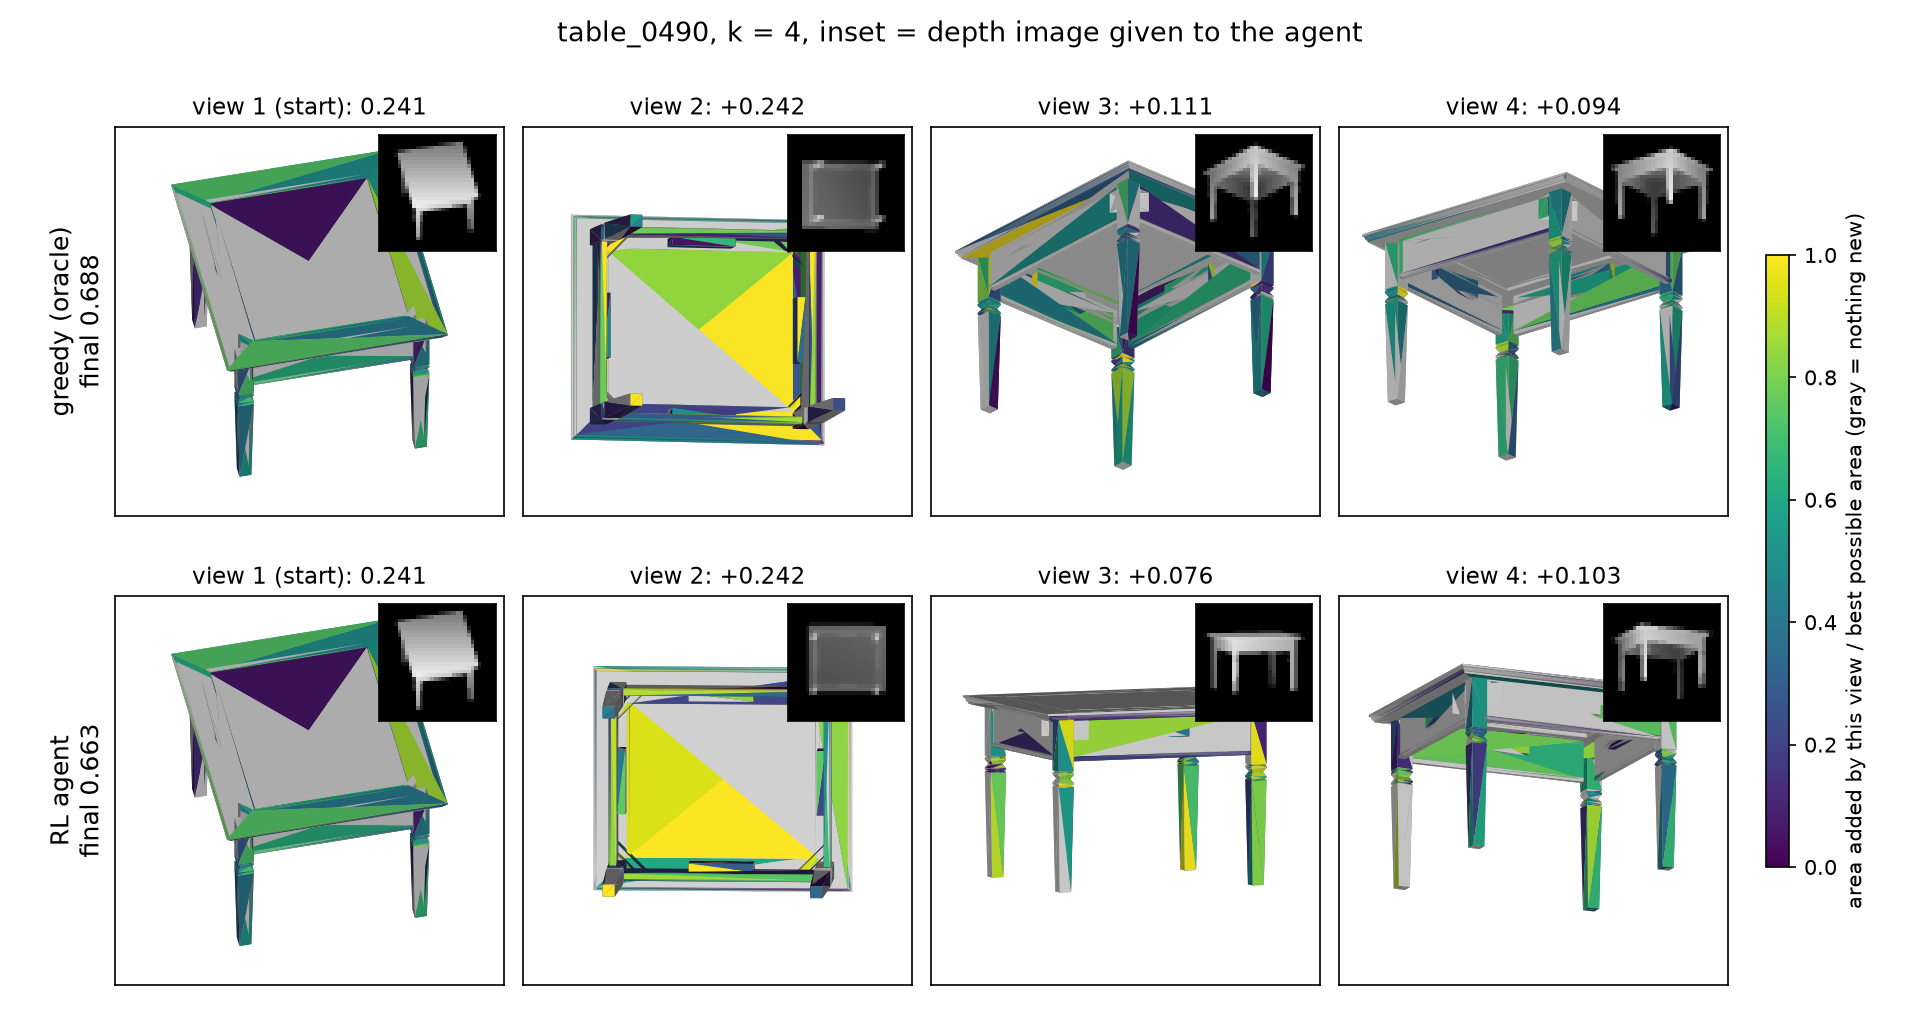 table_0490, k = 4, inset = depth image given to the agent
greedy (oracle)
final 0.688
view 1 (start): 0.241
view 2: +0.242
view 3: +0.111
view 4: +0.094
RL agent
final 0.663
view 1 (start): 0.241
view 2: +0.242
view 3: +0.076
view 4: +0.103
1.0
0.8
0.6
0.4
0.2
0.0
area added by this view / best possible area (gray = nothing new)